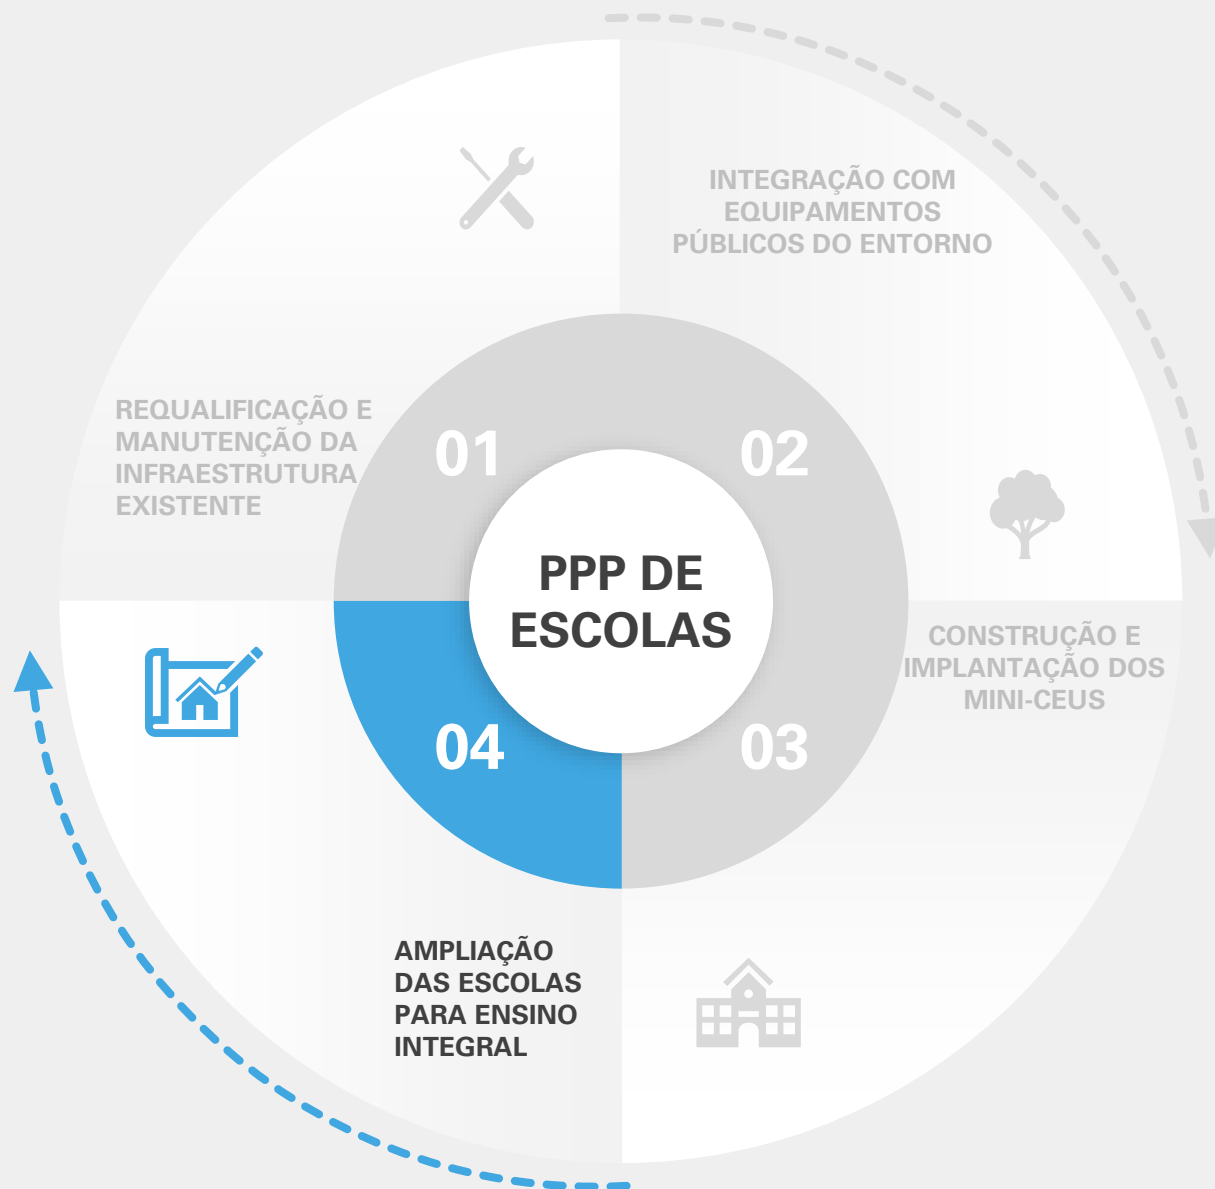 PPP DE
ESCOLAS
01
REQUALIFICAÇÃO E
MANUTENÇÃO DA
INFRAESTRUTURA
EXISTENTE
02
INTEGRAÇÃO COM
EQUIPAMENTOS
PÚBLICOS DO ENTORNO
03
CONSTRUÇÃO E
IMPLANTAÇÃO DOS
MINI-CEUS
04
AMPLIAÇÃO
DAS ESCOLAS
PARA ENSINO
INTEGRAL